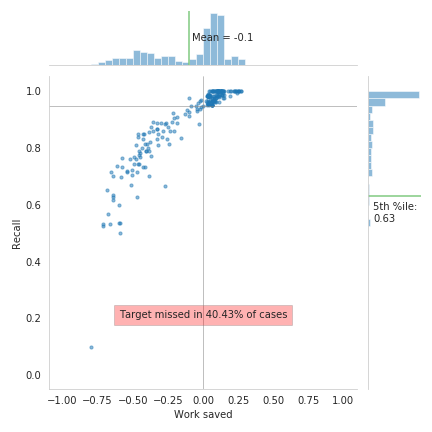 Mean = -0.1
1.0
0.8
0.6
0.4
0.2
0.0
Recall
5th %ile:
0.63
Target missed in 40.43% of cases
−1.00 −0.75 −0.50 −0.25 0.00 0.25 0.50 0.75 1.00
Work saved